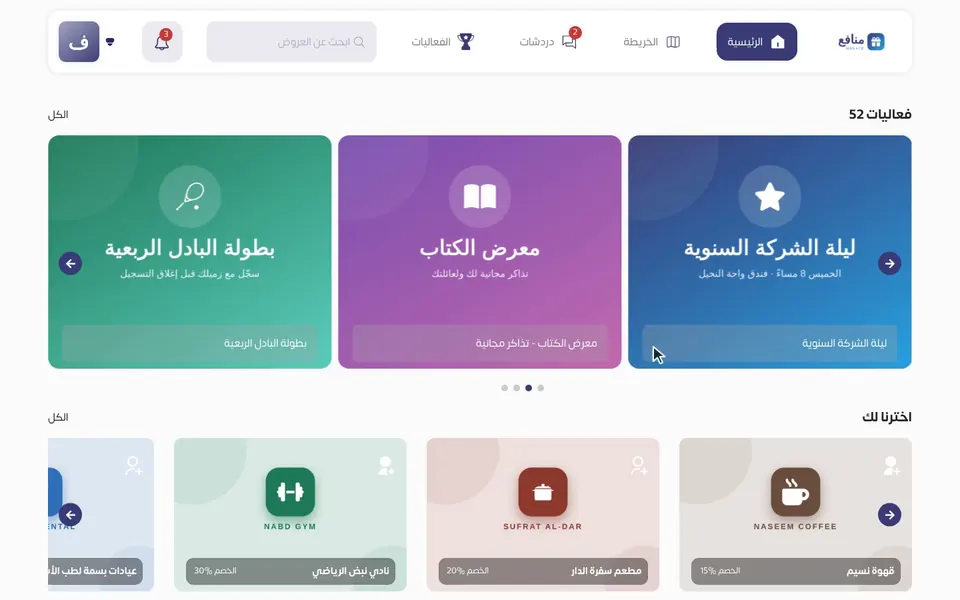 منافع
الرئيسية
الخريطة
دردشات
2
الفعاليات
ابحث عن العروض
3
ف
فعاليات 52
الكل
ليلة الشركة السنوية
الخميس 8 مساءً - فندق واحة النخيل
ليلة الشركة السنوية
معرض الكتاب
تذاكر مجانية لك ولعائلتك
معرض الكتاب - تذاكر مجانية
بطولة البادل الربعية
سجّل مع زميلك قبل إغلاق التسجيل
بطولة البادل الربعية
اخترنا لك
الكل
NASEEM COFFEE
قهوة نسيم
الخصم 15%
SUFRAT AL-DAR
مطعم سفرة الدار
الخصم 20%
NABD GYM
نادي نبض الرياضي
الخصم 30%
ENTAL
عيادات بسمة لطب الأس